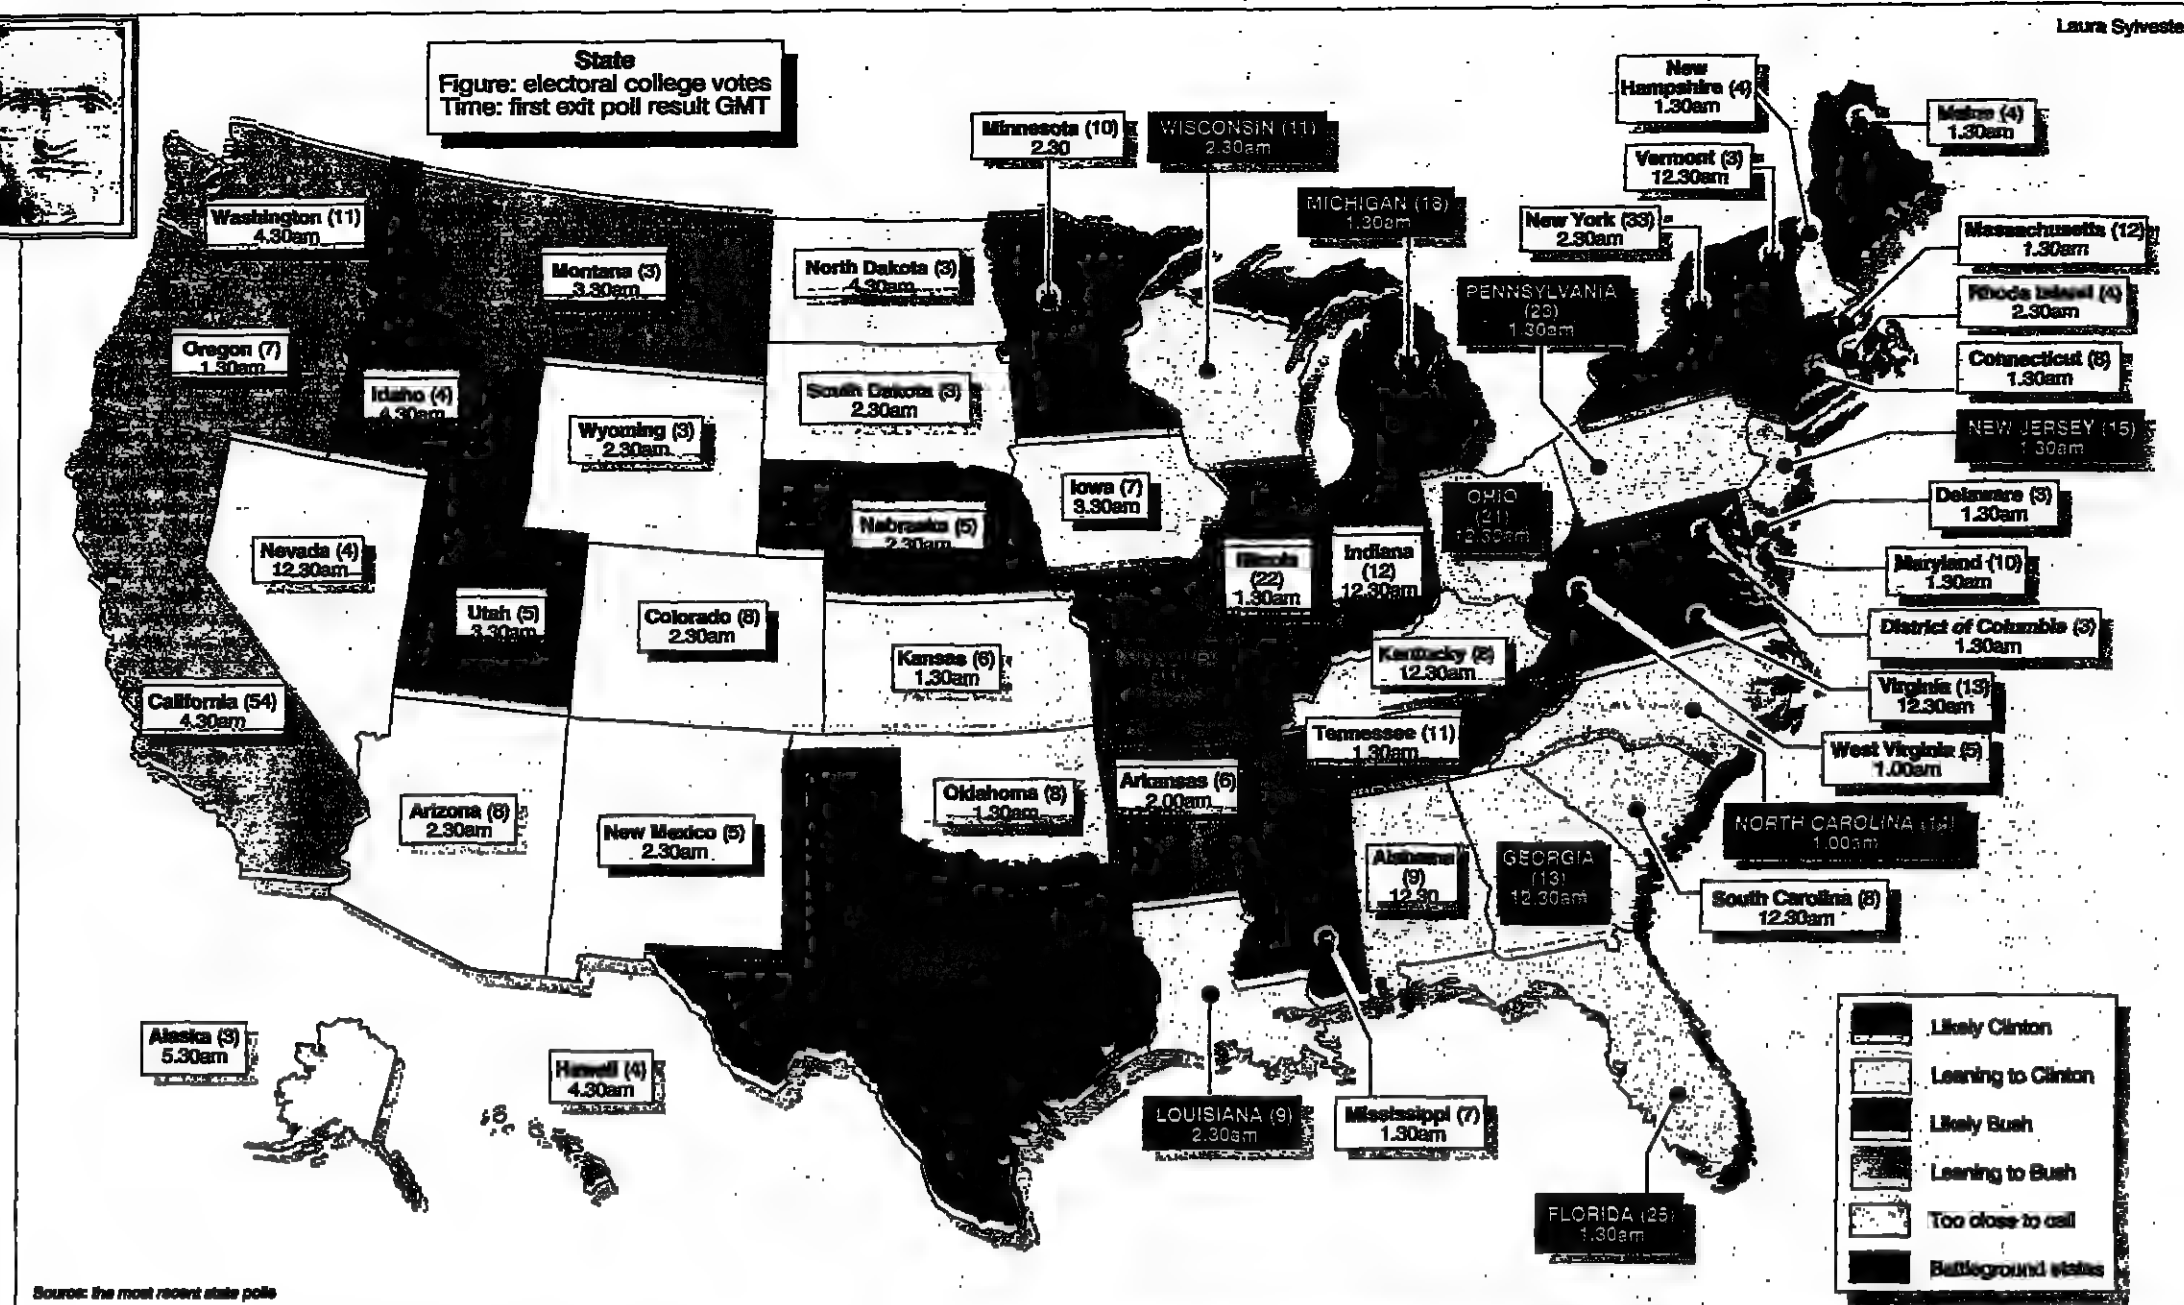 Laura Sylveste
State
Figure: electoral college votes
Time: first exit poll result GMT
New
Hampshire (4)
1.30am
Maine (4)
1.30am
Minnesota (10)
2.30
WISCONSIN (11)
2.30am
Vermont (3)
12.30am
MICHIGAN (18)
1.30am
New York (33)
2.30am
Washington (11)
4.30am
Massachusetts (12)
1.30am
Montana (3)
3.30am
North Dakota (3)
4.30am
PENNSYLVANIA
(23)
1.30am
Rhode Island (4)
2.30am
Oregon (7)
1.30am
Connecticut (8)
1.30am
Idaho (4)
4.30am
South Dakota (3)
2.30am
Wyoming (3)
2.30am
NEW JERSEY (15)
1.30am
Iowa (7)
3.30am
OHIO
(21)
Delaware (3)
1.30am
Nebraska (5)
2.30am
Nevada (4)
12.30am
Illinois
(22)
1.30am
Indiana
(12)
12.30am
Maryland (10)
1.30am
Utah (5)
3.30am
Colorado (8)
2.30am
District of Columbia (3)
1.30am
Kansas (6)
1.30am
Kentucky (8)
12.30am
Virginia (13)
12.30am
California (54)
4.30am
Tennessee (11)
1.30am
West Virginia (5)
1.00am
Arkansas (6)
2.00am
Oklahoma (8)
1.30am
Arizona (8)
2.30am
New Mexico (5)
2.30am
NORTH CAROLINA (14)
1.00am
Alabama
(9)
12.30
GEORGIA
(13)
12.30am
South Carolina (8)
12.30am
Alaska (3)
5.30am
Hawaii (4)
4.30am
LOUISIANA (9)
2.30am
Mississippi (7)
1.30am
FLORIDA (25)
1.30am
Likely Clinton
Leaning to Clinton
Likely Bush
Leaning to Bush
Too close to call
Battleground states
Source: the most recent state polls